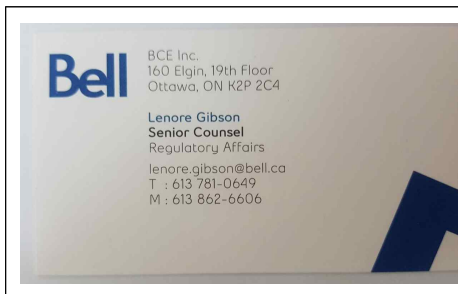 Bell
BCE Inc.
160 Elgin, 19th Floor
Ottawa, ON K2P 2C4
Lenore Gibson
Senior Counsel
Regulatory Affairs
lenore.gibson@bell.ca
T : 613 781-0649
M : 613 862-6606